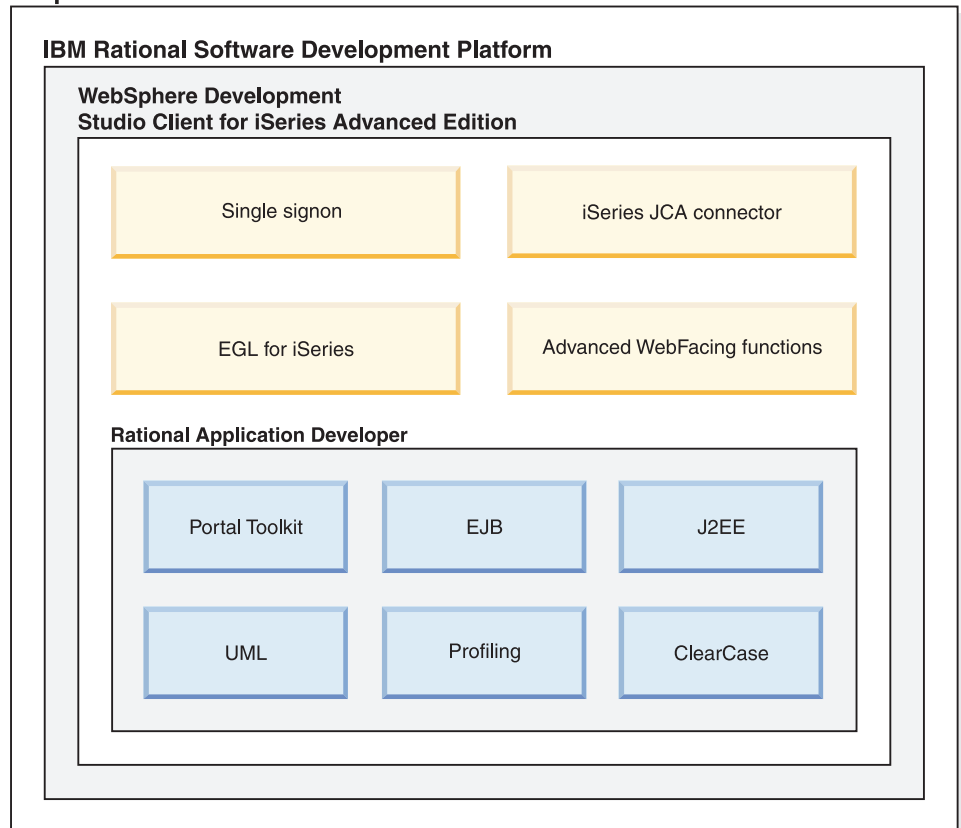 IBM Rational Software Development Platform
WebSphere Development
Studio Client for iSeries Advanced Edition
Single signon
iSeries JCA connector
EGL for iSeries
Advanced WebFacing functions
Rational Application Developer
Portal Toolkit
EJB
J2EE
UML
Profiling
ClearCase